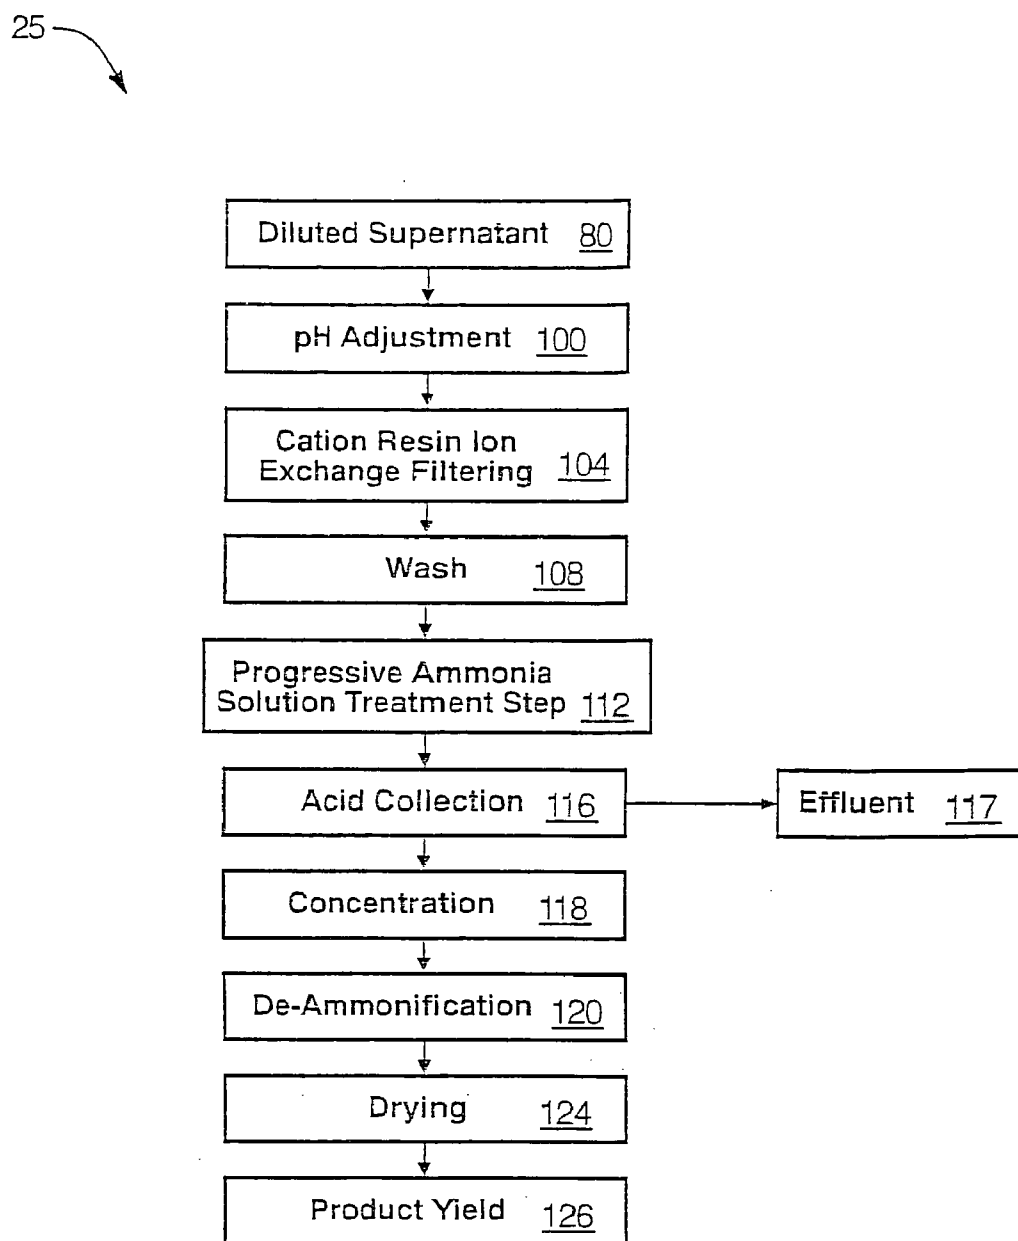 25
Diluted Supernatant 80
pH Adjustment 100
Cation Resin Ion
Exchange Filtering 104
Wash 108
Progressive Ammonia
Solution Treatment Step 112
Acid Collection 116
Effluent 117
Concentration 118
De-Ammonification 120
Drying 124
Product Yield 126